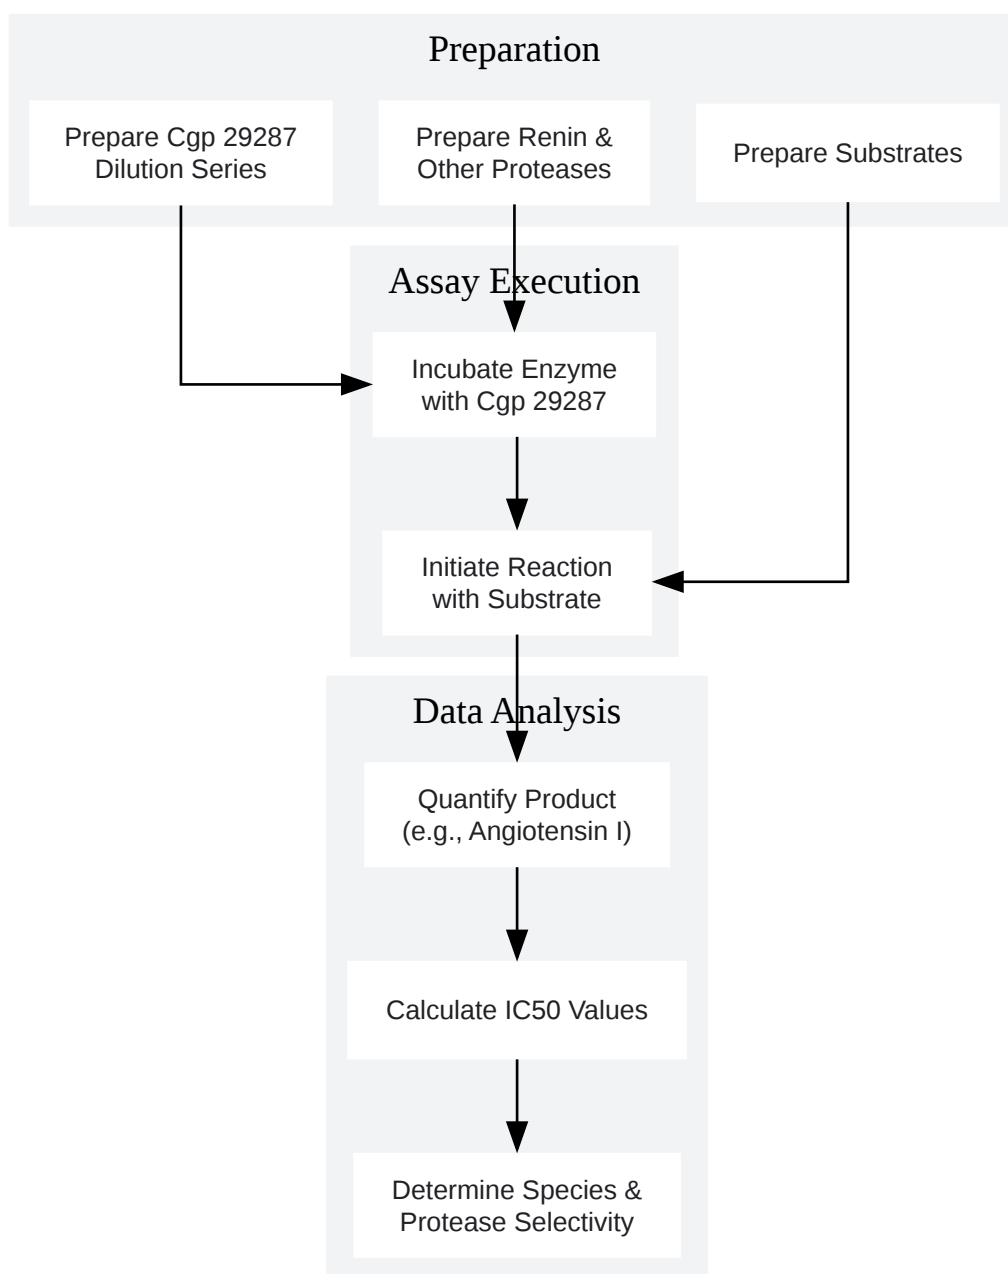 Preparation
Prepare Cgp 29287
Dilution Series
Prepare Renin &
Other Proteases
Prepare Substrates
Assay Execution
Incubate Enzyme
with Cgp 29287
Initiate Reaction
with Substrate
Data Analysis
Quantify Product
(e.g., Angiotensin I)
Calculate IC50 Values
Determine Species &
Protease Selectivity